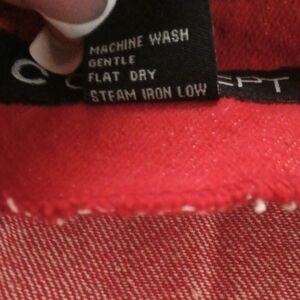 MACHINE WASH
GENTLE
FLAT DRY
STEAM IRON LOW